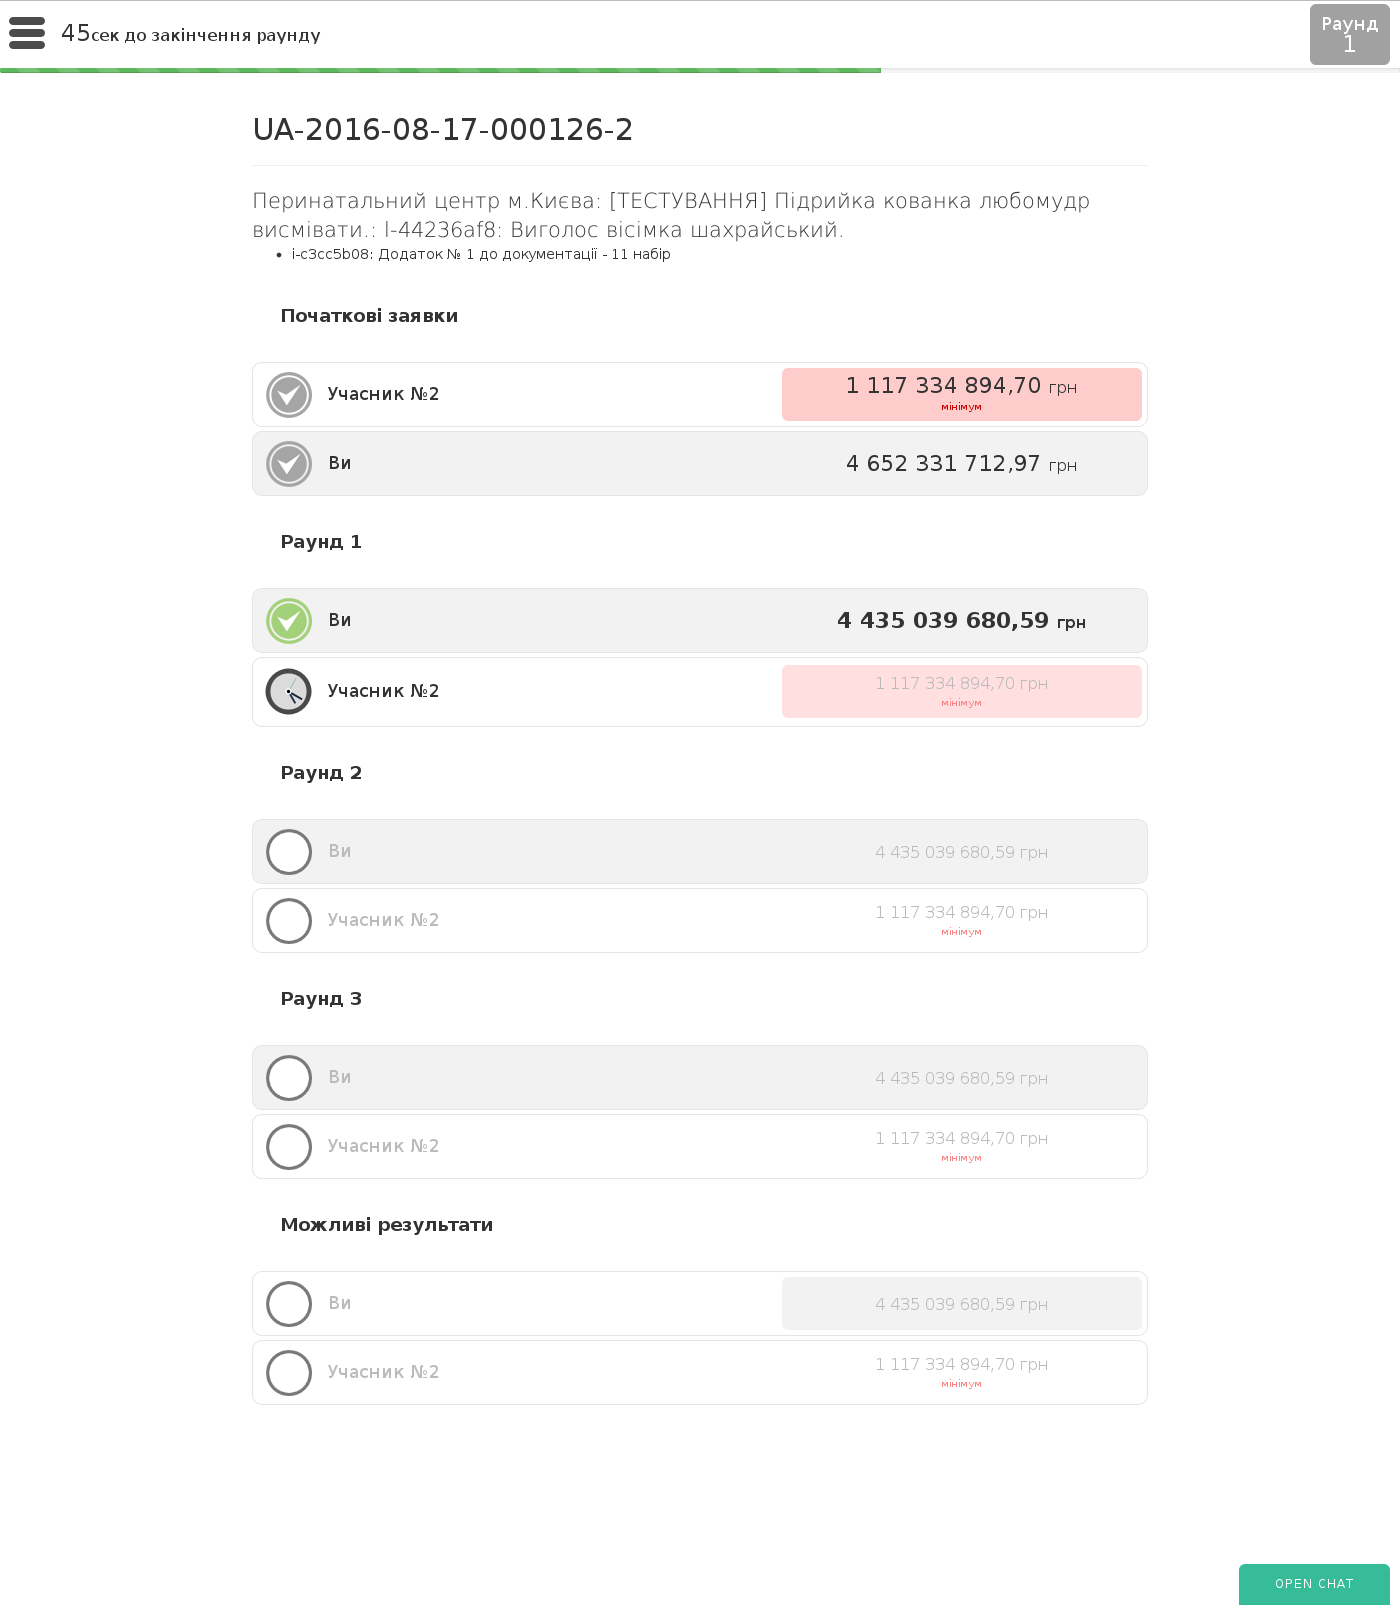 45сек до закінчення раунду
Раунд
1
UA-2016-08-17-000126-2
Перинатальний центр м.Києва: [ТЕСТУВАННЯ] Підрийка кованка любомудр
висмівати.: l-44236af8: Виголос вісімка шахрайський.
• i-c3cc5b08: Додаток № 1 до документації - 11 набір
Початкові заявки
Учасник №2 1 117 334 894,70 грн
мінімум
Ви 4 652 331 712,97 грн
Раунд 1
Ви 4 435 039 680,59 грн
Учасник №2 1 117 334 894,70 грн
мінімум
Раунд 2
Ви 4 435 039 680,59 грн
Учасник №2 1 117 334 894,70 грн
мінімум
Раунд 3
Ви 4 435 039 680,59 грн
Учасник №2 1 117 334 894,70 грн
мінімум
Можливі результати
Ви 4 435 039 680,59 грн
Учасник №2 1 117 334 894,70 грн
мінімум
OPEN CHAT